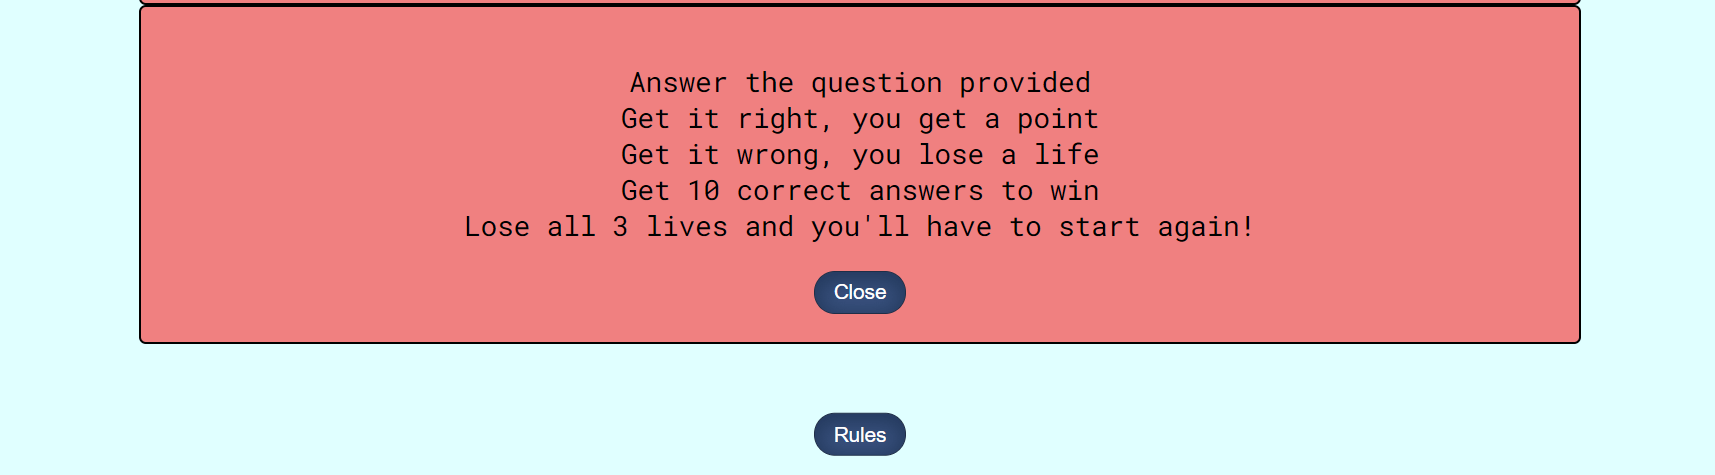 Answer the question provided
Get it right, you get a point
Get it wrong, you lose a life
Get 10 correct answers to win
Lose all 3 lives and you'll have to start again!
Close
Rules